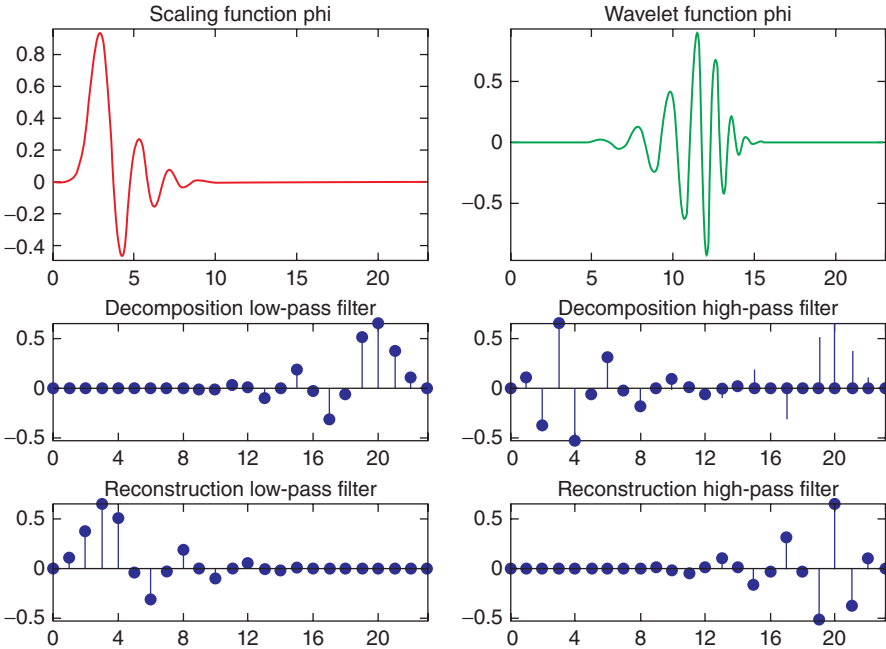 Scaling function phi
0.8
0.6
0.4
0.2
0
−0.2
−0.4
0 5 10 15 20
Wavelet function phi
0.5
0
−0.5
0 5 10 15 20
Decomposition low-pass filter
0.5
0
−0.5
0 4 8 12 16 20
Decomposition high-pass filter
0.5
0
−0.5
0 4 8 12 16 20
Reconstruction low-pass filter
0.5
0
−0.5
0 4 8 12 16 20
Reconstruction high-pass filter
0.5
0
−0.5
0 4 8 12 16 20